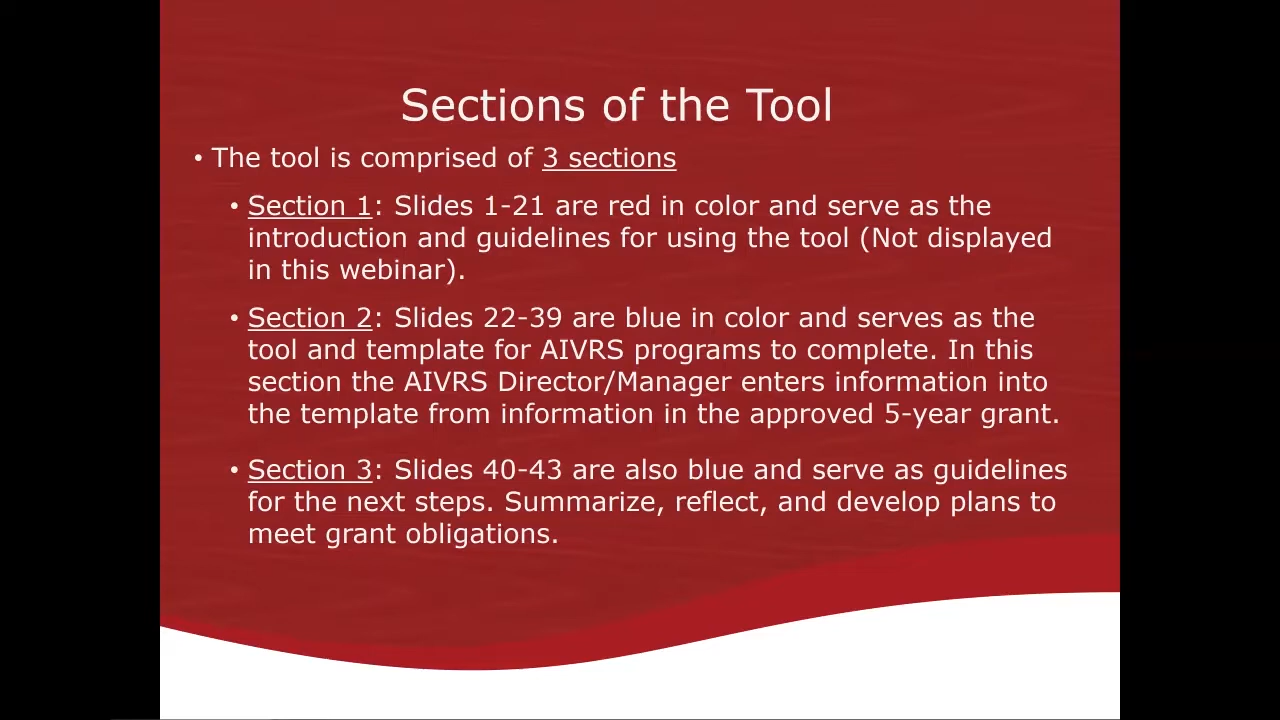 Sections of the Tool
• The tool is comprised of 3 sections
• Section 1: Slides 1-21 are red in color and serve as the
introduction and guidelines for using the tool (Not displayed
in this webinar).
• Section 2: Slides 22-39 are blue in color and serves as the
tool and template for AIVRS programs to complete. In this
section the AIVRS Director/Manager enters information into
the template from information in the approved 5-year grant.
• Section 3: Slides 40-43 are also blue and serve as guidelines
for the next steps. Summarize, reflect, and develop plans to
meet grant obligations.